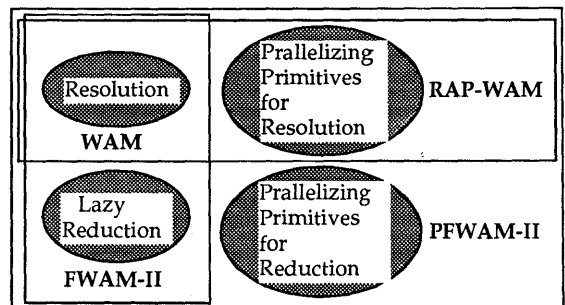 Resolution
WAM
Prallelizing
Primitives
for
Resolution
RAP-WAM
Lazy
Reduction
FWAM-II
Prallelizing
Primitives
for
Reduction
PFWAM-II